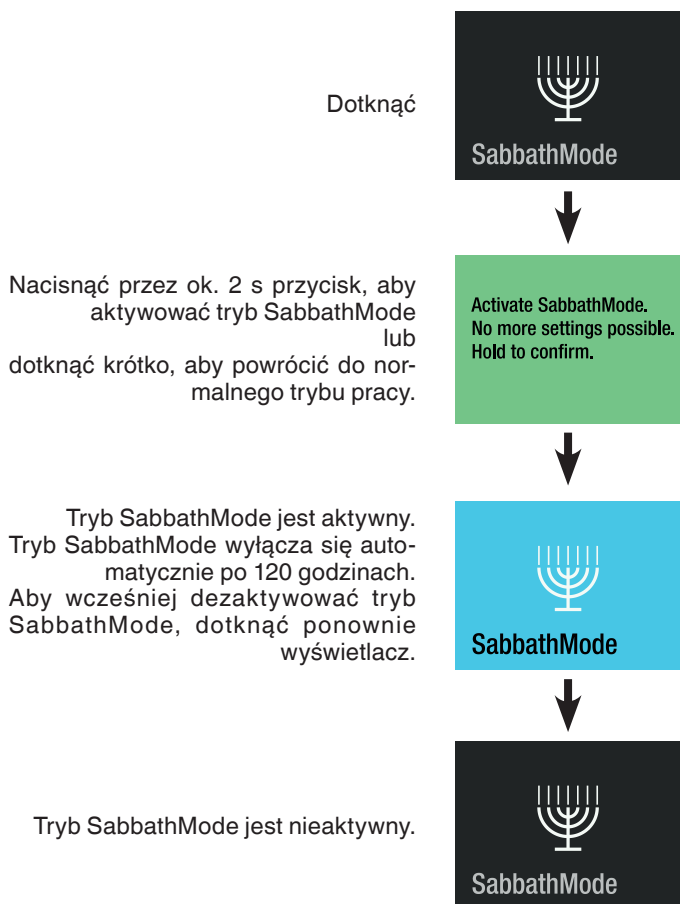 Dotknąć
SabbathMode
Nacisnąć przez ok. 2 s przycisk, aby
aktywować tryb SabbathMode
lub
dotknąć krótko, aby powrócić do nor-
malnego trybu pracy.
Activate SabbathMode.
No more settings possible.
Hold to confirm.
Tryb SabbathMode jest aktywny.
Tryb SabbathMode wyłącza się auto-
matycznie po 120 godzinach.
Aby wcześniej dezaktywować tryb
SabbathMode, dotknąć ponownie
wyświetlacz.
SabbathMode
Tryb SabbathMode jest nieaktywny.
SabbathMode